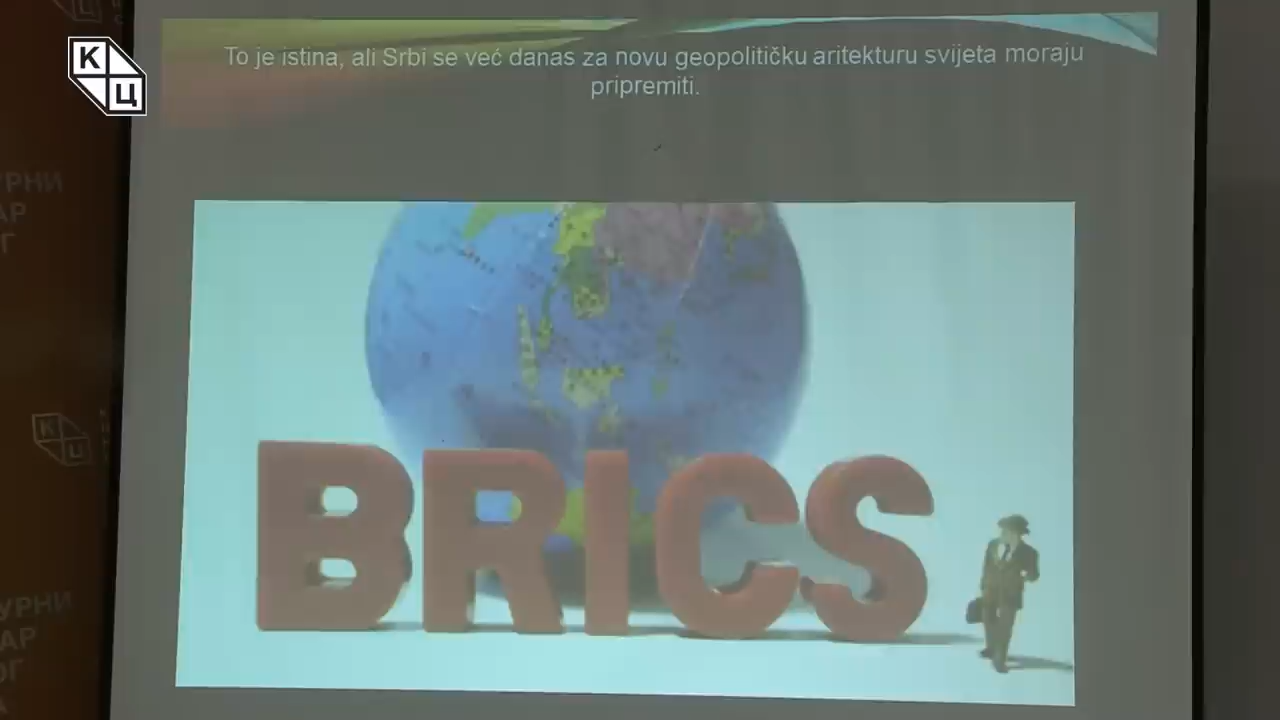 К
Ц
To je istina, ali Srbi se već danas za novu geopolitičku aritekturu svijeta moraju
pripremiti.
BRICS
К
Ц